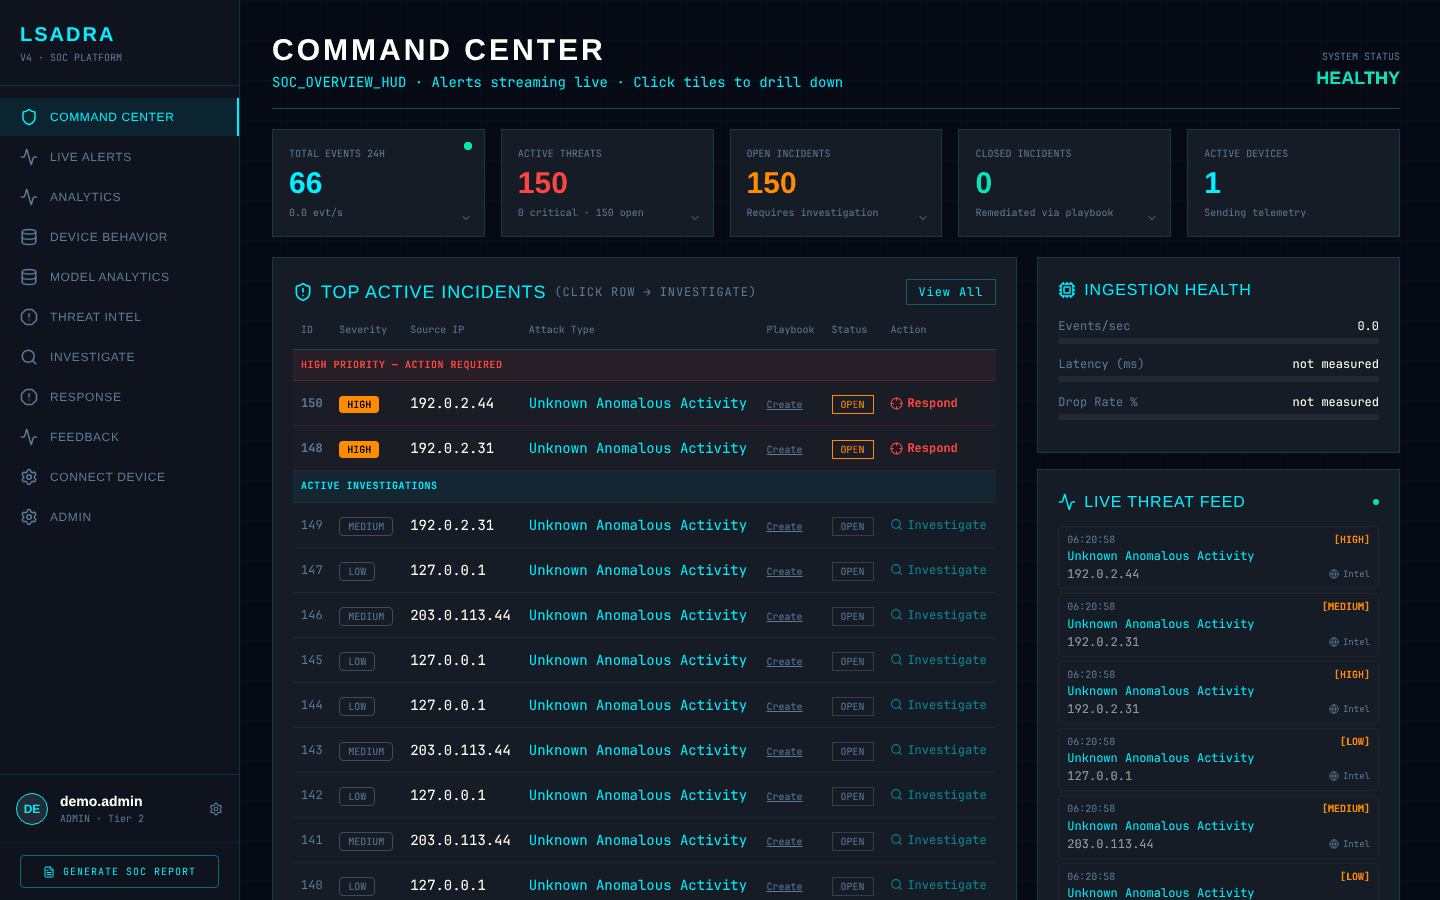 LSADRA
V4 · SOC PLATFORM
COMMAND CENTER
LIVE ALERTS
ANALYTICS
DEVICE BEHAVIOR
MODEL ANALYTICS
THREAT INTEL
INVESTIGATE
RESPONSE
FEEDBACK
CONNECT DEVICE
ADMIN
DE
demo.admin
ADMIN · Tier 2
GENERATE SOC REPORT
COMMAND CENTER
SOC_OVERVIEW_HUD · Alerts streaming live · Click tiles to drill down
SYSTEM STATUS
HEALTHY
TOTAL EVENTS 24H
66
0.0 evt/s
ACTIVE THREATS
150
0 critical · 150 open
OPEN INCIDENTS
150
Requires investigation
CLOSED INCIDENTS
0
Remediated via playbook
ACTIVE DEVICES
1
Sending telemetry
TOP ACTIVE INCIDENTS (CLICK ROW → INVESTIGATE) View All
ID Severity Source IP Attack Type Playbook Status Action
HIGH PRIORITY — ACTION REQUIRED
150 HIGH 192.0.2.44 Unknown Anomalous Activity Create OPEN Respond
148 HIGH 192.0.2.31 Unknown Anomalous Activity Create OPEN Respond
ACTIVE INVESTIGATIONS
149 MEDIUM 192.0.2.31 Unknown Anomalous Activity Create OPEN Investigate
147 LOW 127.0.0.1 Unknown Anomalous Activity Create OPEN Investigate
146 MEDIUM 203.0.113.44 Unknown Anomalous Activity Create OPEN Investigate
145 LOW 127.0.0.1 Unknown Anomalous Activity Create OPEN Investigate
144 LOW 127.0.0.1 Unknown Anomalous Activity Create OPEN Investigate
143 MEDIUM 203.0.113.44 Unknown Anomalous Activity Create OPEN Investigate
142 LOW 127.0.0.1 Unknown Anomalous Activity Create OPEN Investigate
141 MEDIUM 203.0.113.44 Unknown Anomalous Activity Create OPEN Investigate
140 LOW 127.0.0.1 Unknown Anomalous Activity Create OPEN Investigate
INGESTION HEALTH
Events/sec 0.0
Latency (ms) not measured
Drop Rate % not measured
LIVE THREAT FEED
06:20:58 [HIGH]
Unknown Anomalous Activity
192.0.2.44 Intel
06:20:58 [MEDIUM]
Unknown Anomalous Activity
192.0.2.31 Intel
06:20:58 [HIGH]
Unknown Anomalous Activity
192.0.2.31 Intel
06:20:58 [LOW]
Unknown Anomalous Activity
127.0.0.1 Intel
06:20:58 [MEDIUM]
Unknown Anomalous Activity
203.0.113.44 Intel
06:20:58 [LOW]
Unknown Anomalous Activity